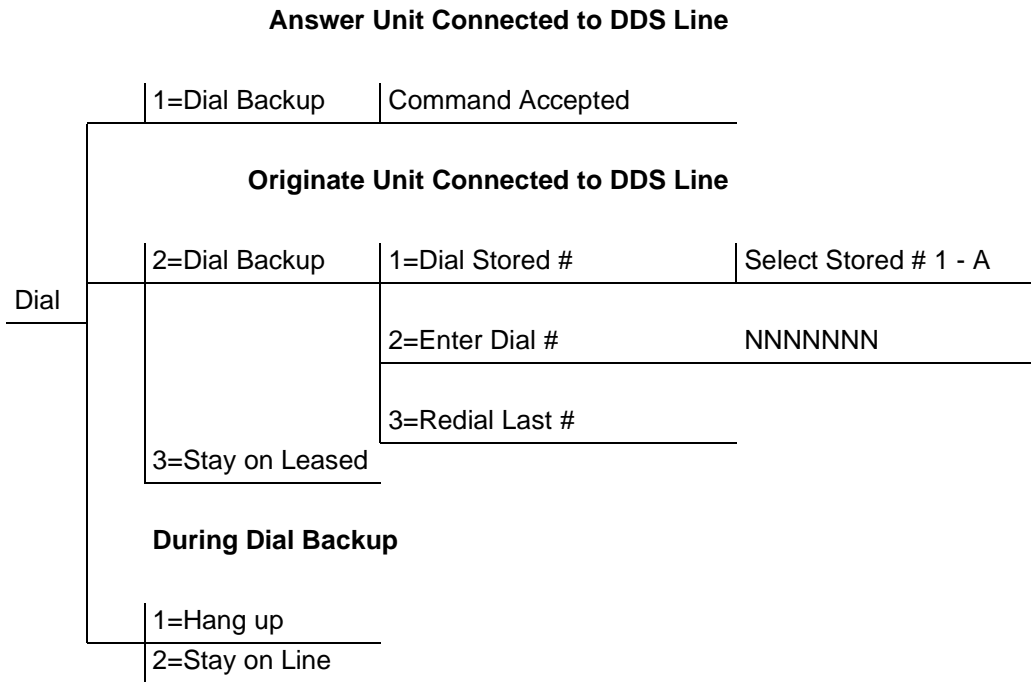 Answer Unit Connected to DDS Line
1=Dial Backup Command Accepted
Originate Unit Connected to DDS Line
2=Dial Backup 1=Dial Stored # Select Stored # 1 - A
Dial
2=Enter Dial # NNNNNNN
3=Redial Last #
3=Stay on Leased
During Dial Backup
1=Hang up
2=Stay on Line